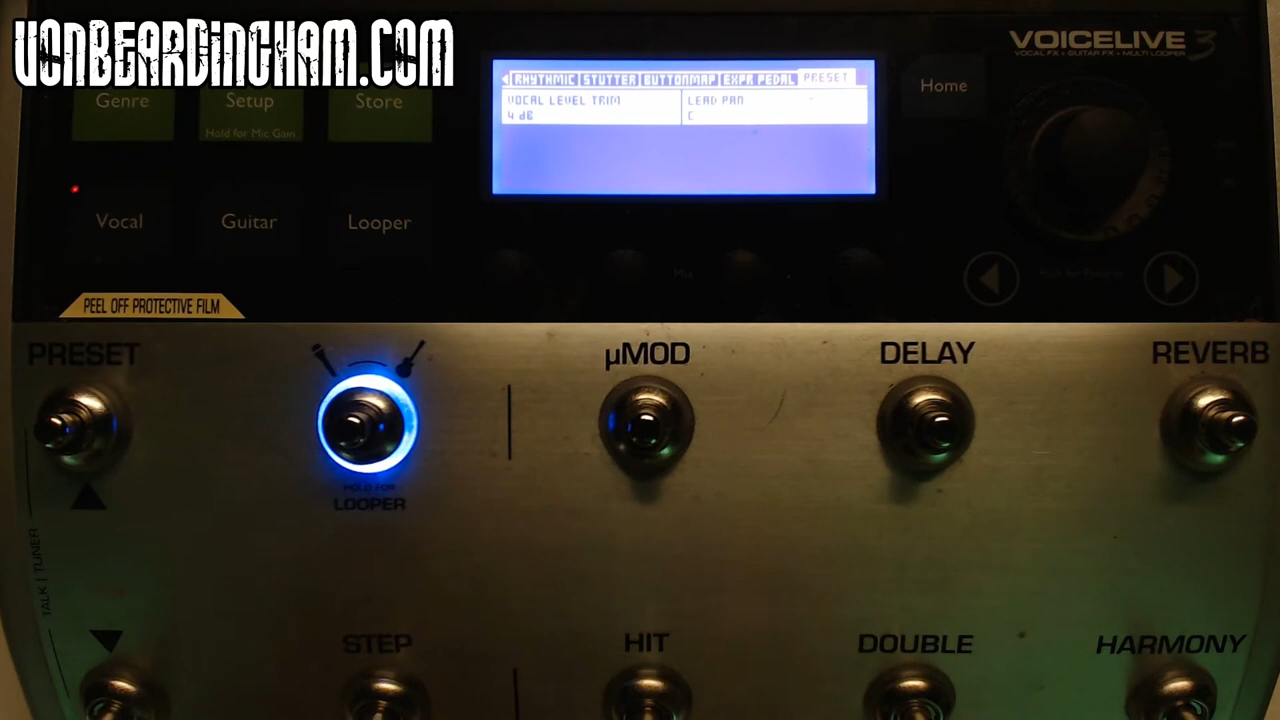 VONBEARDINGHAM.COM
VOICELIVE 3
VOCAL FX + GUITAR FX + MULTI LOOPER
Genre
Setup
Hold for Mic Gain
Store
Home
RHYTHMIC STUTTER BUTTONMAP EXPR PEDAL PRESET
VOCAL LEVEL TRIM
4 dB
LEAD PAN
C
Vocal
Guitar
Looper
Mix
PEEL OFF PROTECTIVE FILM
PRESET
µMOD
DELAY
REVERB
HOLD FOR
LOOPER
TALK | TUNER
STEP
HIT
DOUBLE
HARMONY